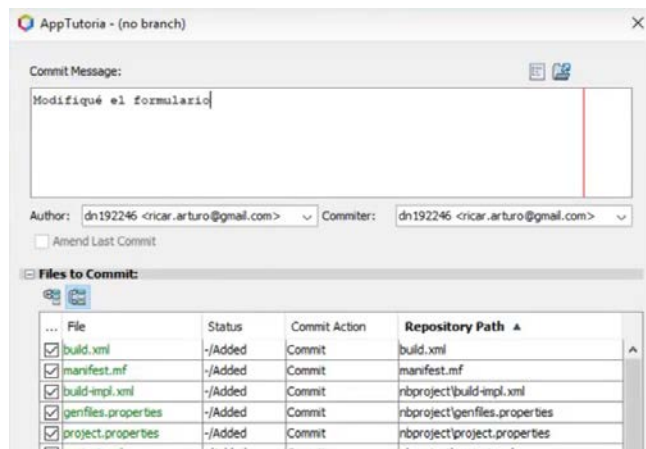 AppTutoria - (no branch)
Commit Message:
Modifiqué el formulario
Author: dn192246 <ricar.arturo@gmail.com> Commiter: dn192246 <ricar.arturo@gmail.com>
Amend Last Commit
Files to Commit:
... File Status Commit Action Repository Path
build.xml -/Added Commit build.xml
manifest.mf -/Added Commit manifest.mf
build-impl.xml -/Added Commit nbproject\build-impl.xml
genfiles.properties -/Added Commit nbproject\genfiles.properties
project.properties -/Added Commit nbproject\project.properties